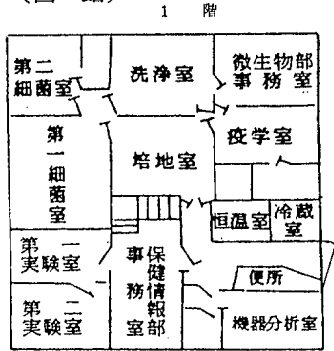 1 階
第二
細菌室
洗浄室
微生物部
事務室
第一細菌室
培地室
疫学室
恒温室
冷蔵
室
第一
実験室
保健情報部
事務室
便所
第二
実験室
機器分析室